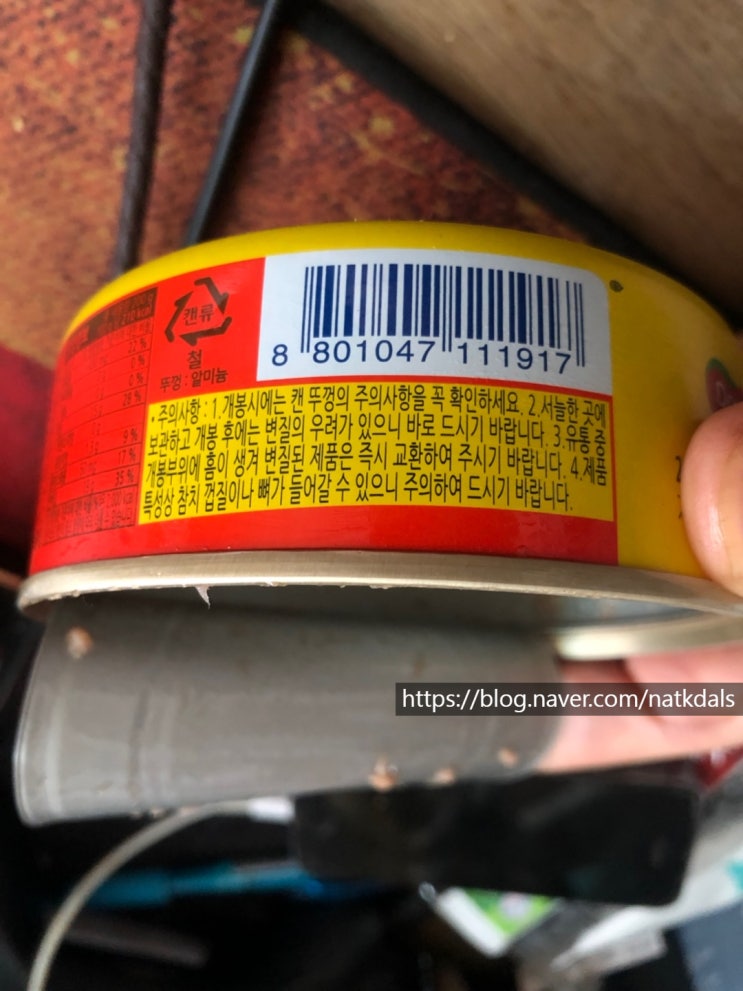 캔류
철
뚜껑 : 알미늄
8 801047 111917
* 주의사항 : 1.개봉시에는 캔 뚜껑의 주의사항을 꼭 확인하세요. 2.서늘한 곳에
보관하고 개봉 후에는 변질의 우려가 있으니 바로 드시기 바랍니다. 3.유통 중
개봉부위에 흠이 생겨 변질된 제품은 즉시 교환하여 주시기 바랍니다. 4.제품
특성상 참치 껍질이나 뼈가 들어갈 수 있으니 주의하여 드시기 바랍니다.
0 %
0 %
28 %
9 %
17 %
35 %
https://blog.naver.com/natkdals